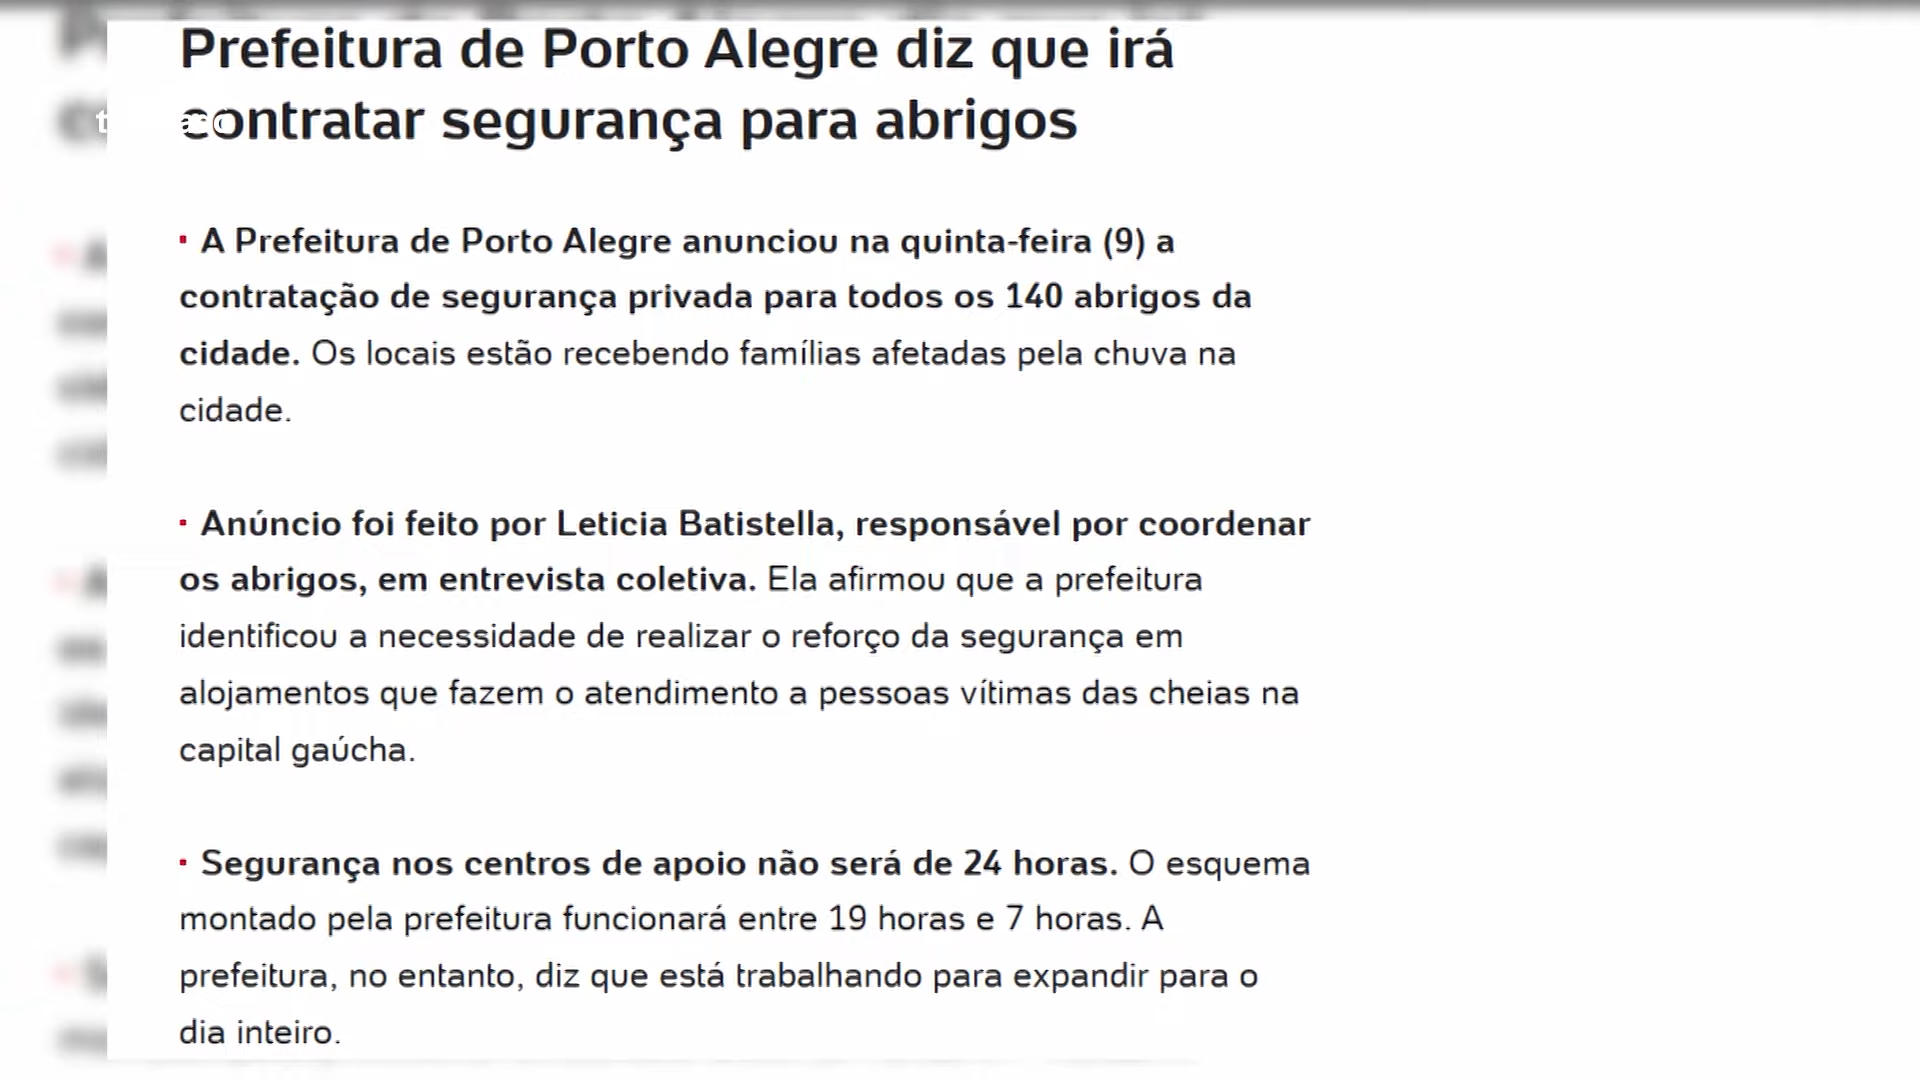 Prefeitura de Porto Alegre diz que irá
contratar segurança para abrigos
· A Prefeitura de Porto Alegre anunciou na quinta-feira (9) a
contratação de segurança privada para todos os 140 abrigos da
cidade. Os locais estão recebendo famílias afetadas pela chuva na
cidade.
· Anúncio foi feito por Leticia Batistella, responsável por coordenar
os abrigos, em entrevista coletiva. Ela afirmou que a prefeitura
identificou a necessidade de realizar o reforço da segurança em
alojamentos que fazem o atendimento a pessoas vítimas das cheias na
capital gaúcha.
· Segurança nos centros de apoio não será de 24 horas. O esquema
montado pela prefeitura funcionará entre 19 horas e 7 horas. A
prefeitura, no entanto, diz que está trabalhando para expandir para o
dia inteiro.